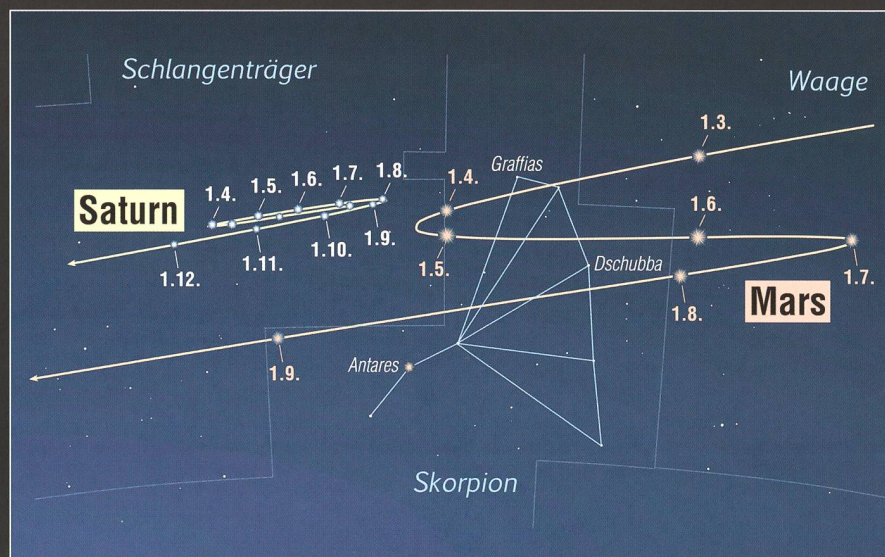 Schlangenträger
Waage
1.3.
Graffias
1.4.
1.8.
1.7.
1.6.
1.5.
1.4.
Saturn
1.6.
1.9.
1.10.
1.11.
1.12.
1.5.
Dschubba
1.7.
1.8.
Mars
Antares
1.9.
Skorpion